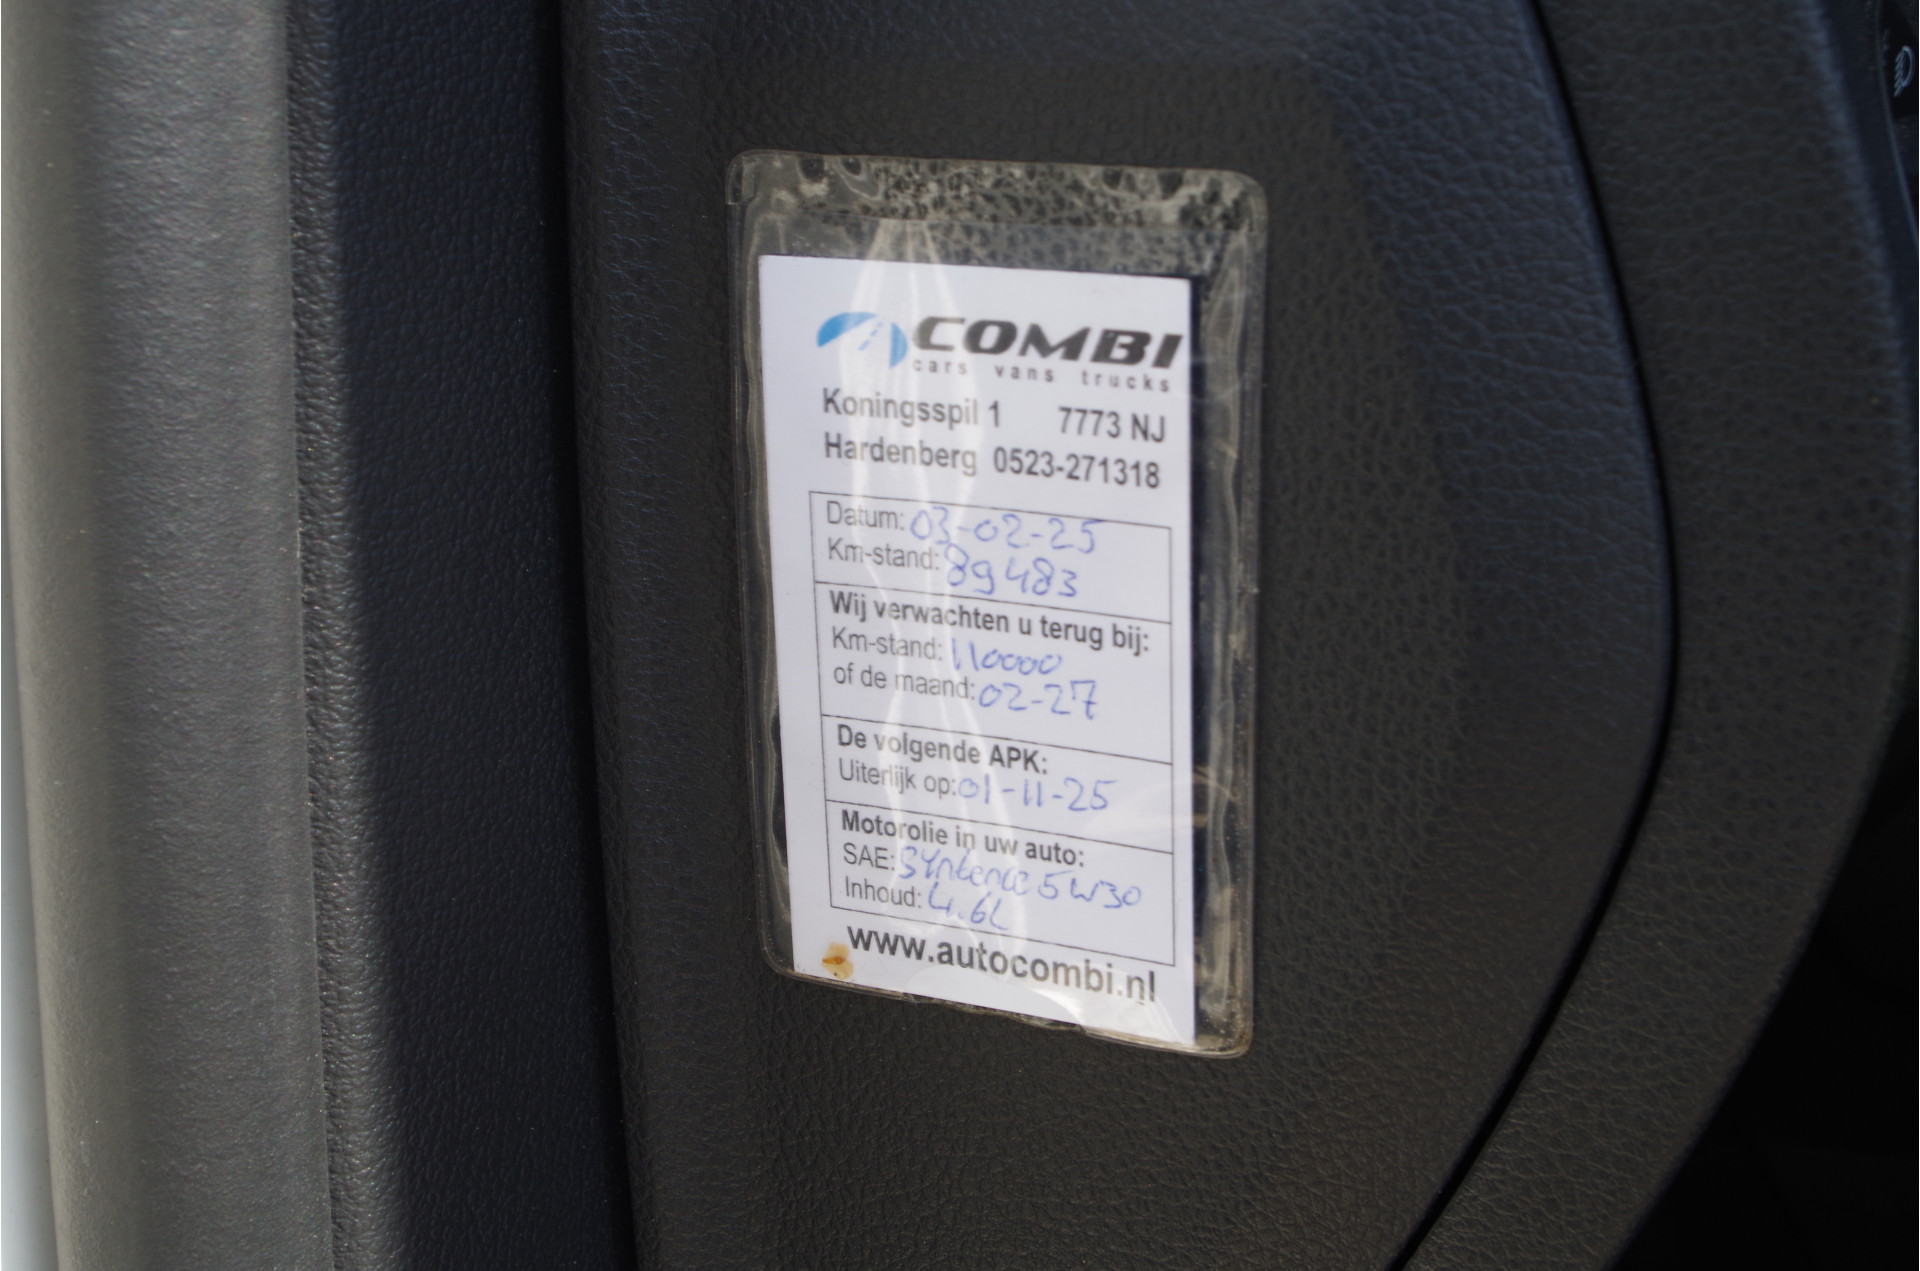 COMBI
cars vans trucks
Koningsspil 1 7773 NJ
Hardenberg 0523-271318
Datum: 03-02-25
Km-stand: 89483
Wij verwachten u terug bij:
Km-stand: 110000
of de maand: 02-27
De volgende APK:
Uiterlijk op: 01-11-25
Motorolie in uw auto:
SAE: Syntence 5W30
Inhoud: 4.6L
www.autocombi.nl